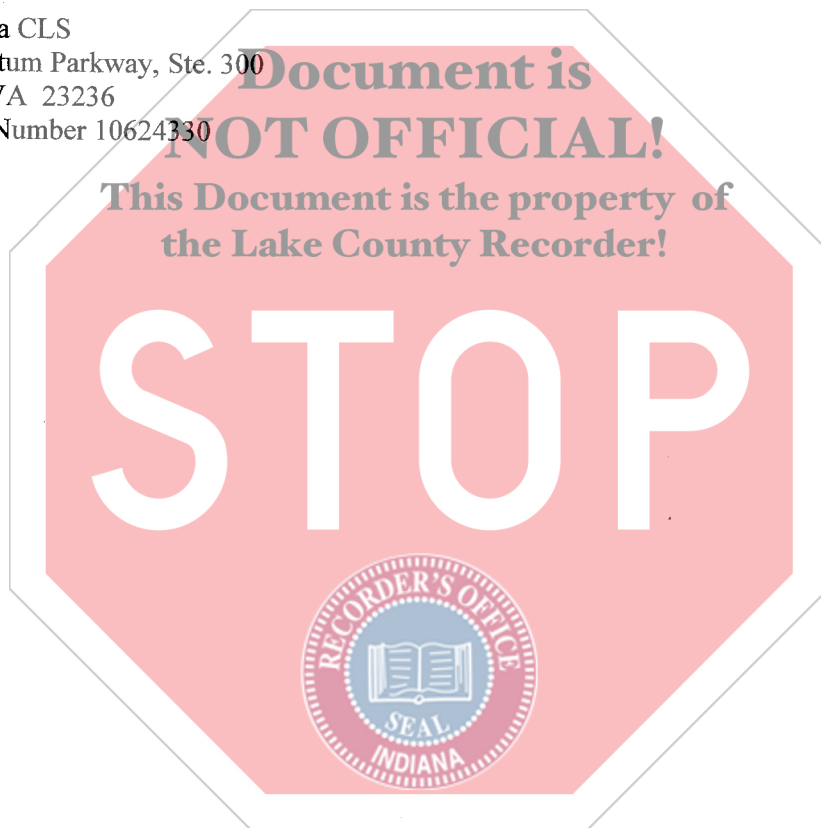 a CLS
tum Parkway, Ste. 300
VA 23236
Number 10624330
Document is
NOT OFFICIAL!
This Document is the property of
the Lake County Recorder!
STOP
RECORDER'S OFFICE
SEAL
INDIANA